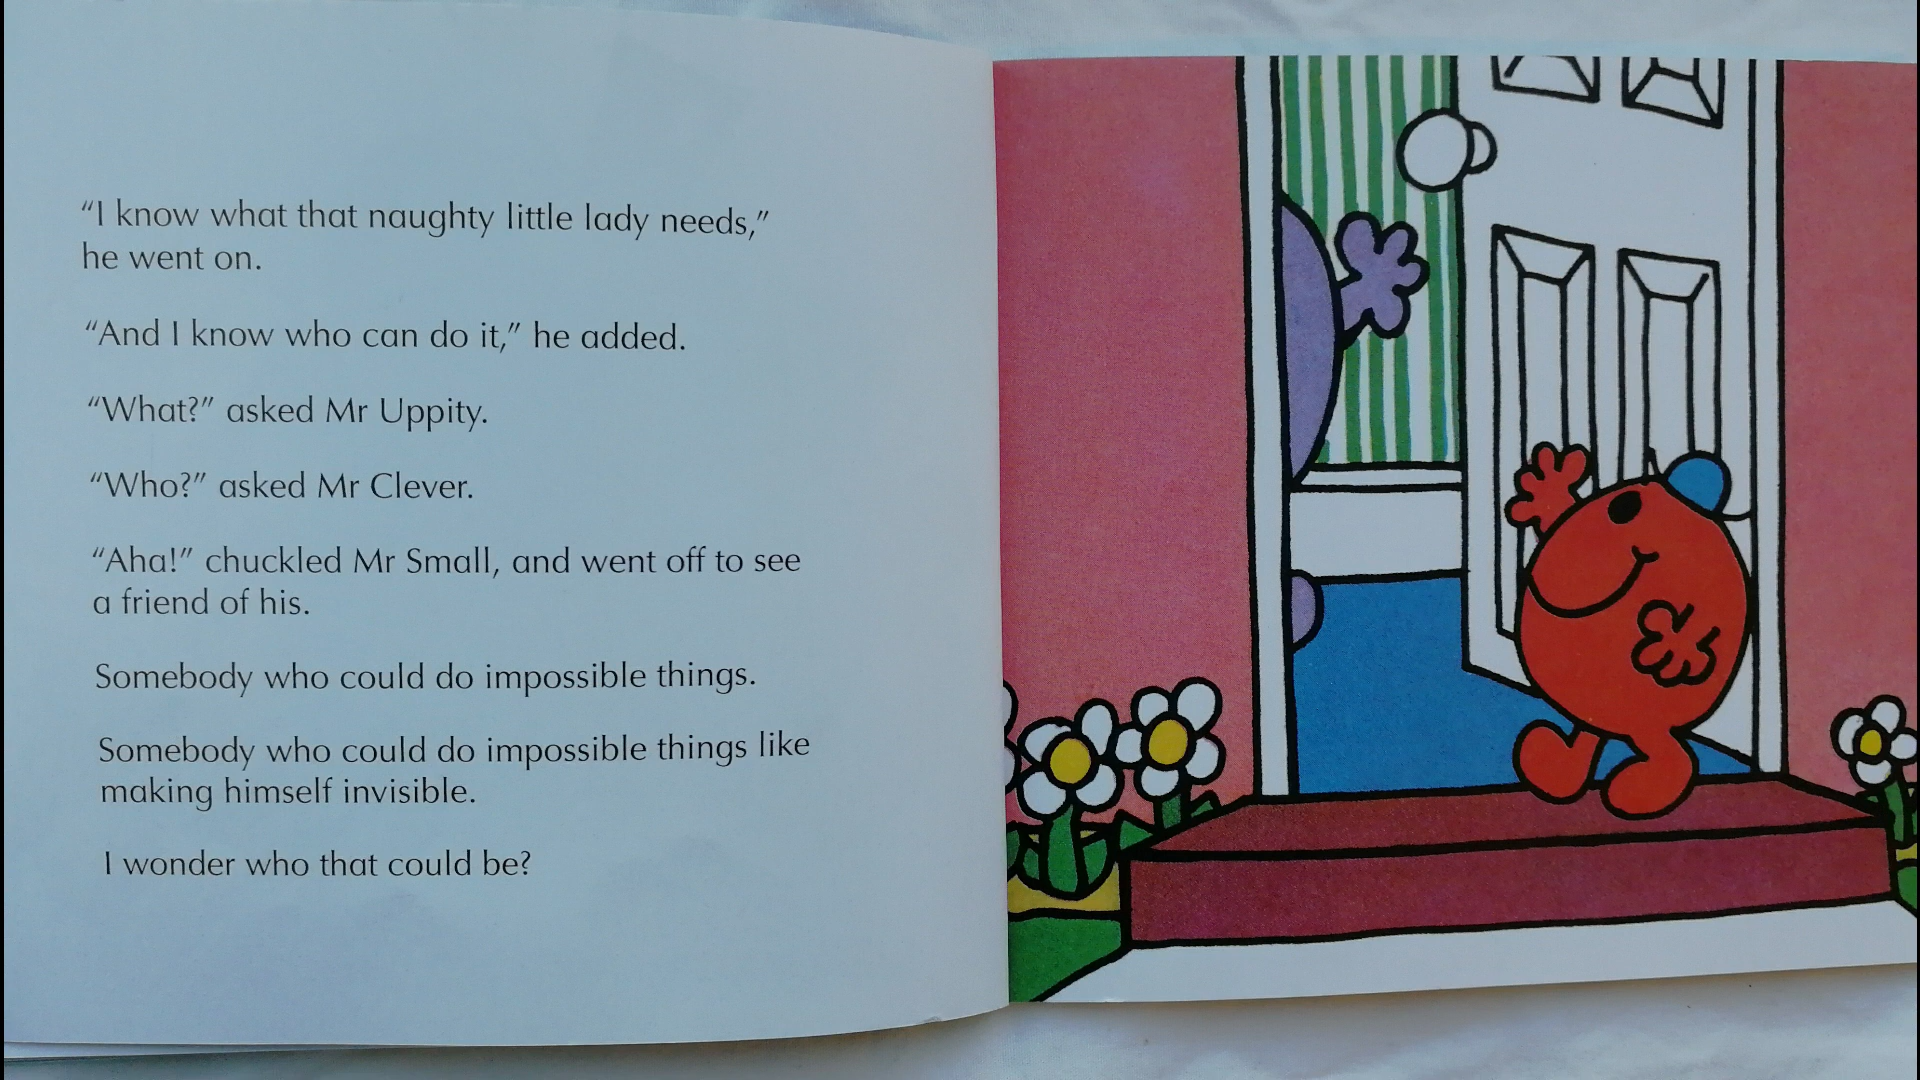 “I know what that naughty little lady needs,”
he went on.
“And I know who can do it,” he added.
“What?” asked Mr Uppity.
“Who?” asked Mr Clever.
“Aha!” chuckled Mr Small, and went off to see
a friend of his.
Somebody who could do impossible things.
Somebody who could do impossible things like
making himself invisible.
I wonder who that could be?